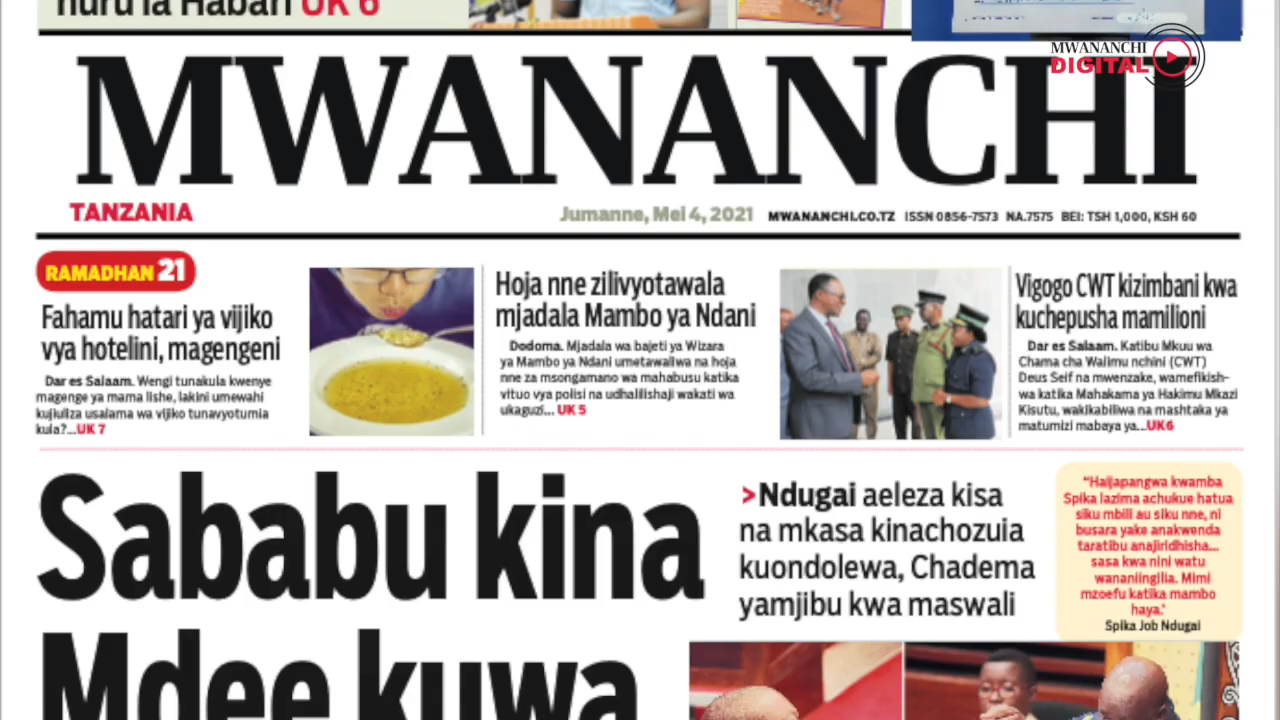 nuru ia Habari UK 6
MWANANCHI
DIGITAL
MWANANCHI
TANZANIA
Jumanne, Mei 4, 2021 MWANANCHI.CO.TZ ISSN 0856-7573 NA.7575 BEI: TSH 1,000, KSH 60
RAMADHAN 21
Fahamu hatari ya vijiko
vya hotelini, magengeni
Dar es Salaam. Wengi tunakula kwenye
magenge ya mama lishe, lakini umewahi
kujiuliza usalama wa vijiko tunavyotumia
kula?...UK 7
Hoja nne zilivyotawala
mjadala Mambo ya Ndani
Dodoma. Mjadala wa bajeti ya Wizara
ya Mambo ya Ndani umetawaliwa na hoja
nne za msongamano wa mahabusu katika
vituo vya polisi na udhalilishaji wakati wa
ukaguzi... UK 5
Vigogo CWT kizimbani kwa
kuchepusha mamilioni
Dar es Salaam. Katibu Mkuu wa
Chama cha Walimu nchini (CWT)
Deus Seif na mwenzake, wamefikish-
wa katika Mahakama ya Hakimu Mkazi
Kisutu, wakikabiliwa na mashtaka ya
matumizi mabaya ya...UK6
Sababu kina
Mdee kuwa
>Ndugai aeleza kisa
na mkasa kinachozuia
kuondolewa, Chadema
yamjibu kwa maswali
"Haijapangwa kwamba
Spika lazima achukue hatua
siku mbili au siku nne, ni
busara yake anakwenda
taratibu anajiridhisha...
sasa kwa nini watu
wananiingilia. Mimi
mzoefu katika mambo
haya."
Spika Job Ndugai